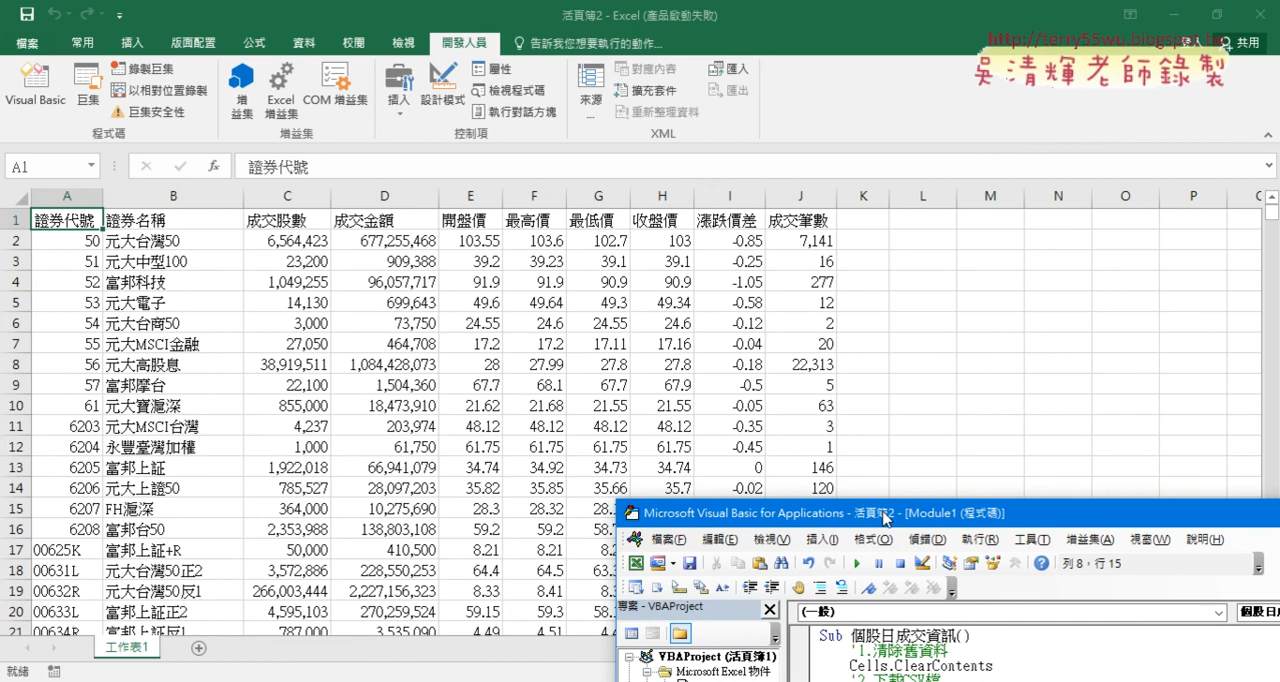 活頁簿2 - Excel (產品啟動失敗)
http://terry55wu.blogspot.tw
吳清輝老師錄製
檔案 常用 插入 版面配置 公式 資料 校閱 檢視 開發人員 告訴我您想要執行的動作... 登入 共用
Visual Basic 巨集 錄製巨集 以相對位置錄製 巨集安全性
增益集 Excel 增益集 COM 增益集
插入 設計模式 屬性 檢視程式碼 執行對話方塊
來源... 對應內容 擴充套件 重新整理資料 匯入 匯出
程式碼 增益集 控制項 XML
A1 fx 證券代號
A B C D E F G H I J K L M N O P
1 證券代號 證券名稱 成交股數 成交金額 開盤價 最高價 最低價 收盤價 漲跌價差 成交筆數
2 50 元大台灣50 6,564,423 677,255,468 103.55 103.6 102.7 103 -0.85 7,141
3 51 元大中型100 23,200 909,388 39.2 39.23 39.1 39.1 -0.25 16
4 52 富邦科技 1,049,255 96,057,717 91.9 91.9 90.9 90.9 -1.05 277
5 53 元大電子 14,130 699,643 49.6 49.64 49.3 49.34 -0.58 12
6 54 元大台商50 3,000 73,750 24.55 24.6 24.55 24.6 -0.12 2
7 55 元大MSCI金融 27,050 464,708 17.2 17.2 17.11 17.16 -0.04 20
8 56 元大高股息 38,919,511 1,084,428,073 28 27.99 27.8 27.8 -0.18 22,313
9 57 富邦摩台 22,100 1,504,360 67.7 68.1 67.7 67.9 -0.5 5
10 61 元大寶滬深 855,000 18,473,910 21.62 21.68 21.55 21.55 -0.05 63
11 6203 元大MSCI台灣 4,237 203,974 48.12 48.12 48.12 48.12 -0.35 3
12 6204 永豐臺灣加權 1,000 61,750 61.75 61.75 61.75 61.75 -0.45 1
13 6205 富邦上証 1,922,018 66,941,079 34.74 34.92 34.73 34.74 0 146
14 6206 元大上證50 785,527 28,097,203 35.82 35.85 35.66 35.7 -0.02 120
15 6207 FH滬深 364,000 10,275,690 28.3 28.32
16 6208 富邦台50 2,353,988 138,803,108 59.2 59.2
17 00625K 富邦上証+R 50,000 410,500 8.21 8.21
18 00631L 元大台灣50正2 228,550,253 64.4 64.5
19 元大台灣50反1 266,003,444 2,227,156,323 8.33 8.41
20 00633L 富邦上証正2 4,595,103 270,259,524 59.15 59.3
21 00634R 富邦上証反1 787,000 3,535,090 4.49 4.51
工作表1
就緒
Microsoft Visual Basic for Applications - 活頁簿2 - [Module1 (程式碼)]
檔案(F) 編輯(E) 檢視(V) 插入(I) 格式(O) 偵錯(D) 執行(R) 工具(T) 增益集(A) 視窗(W) 說明(H)
列 8，行 15
專案 - VBAProject
(一般)
VBAProject (活頁簿1)
Microsoft Excel 物件
Sub 個股日成交資訊()
'1.清除舊資料
Cells.ClearContents
'2.下載CSV檔